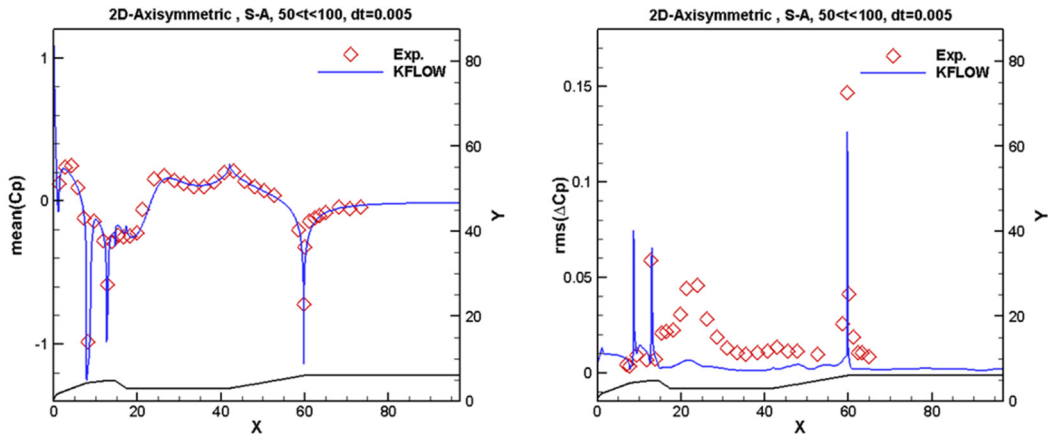 2D-Axisymmetric , S-A, 50<t<100, dt=0.005
Exp.
KFLOW
mean(Cp)
1
0
-1
0
20
40
60
80
X
80
60
40
20
0
Y
2D-Axisymmetric , S-A, 50<t<100, dt=0.005
Exp.
KFLOW
rms(ΔCp)
0.15
0.1
0.05
0
0
20
40
60
80
X
80
60
40
20
0
Y